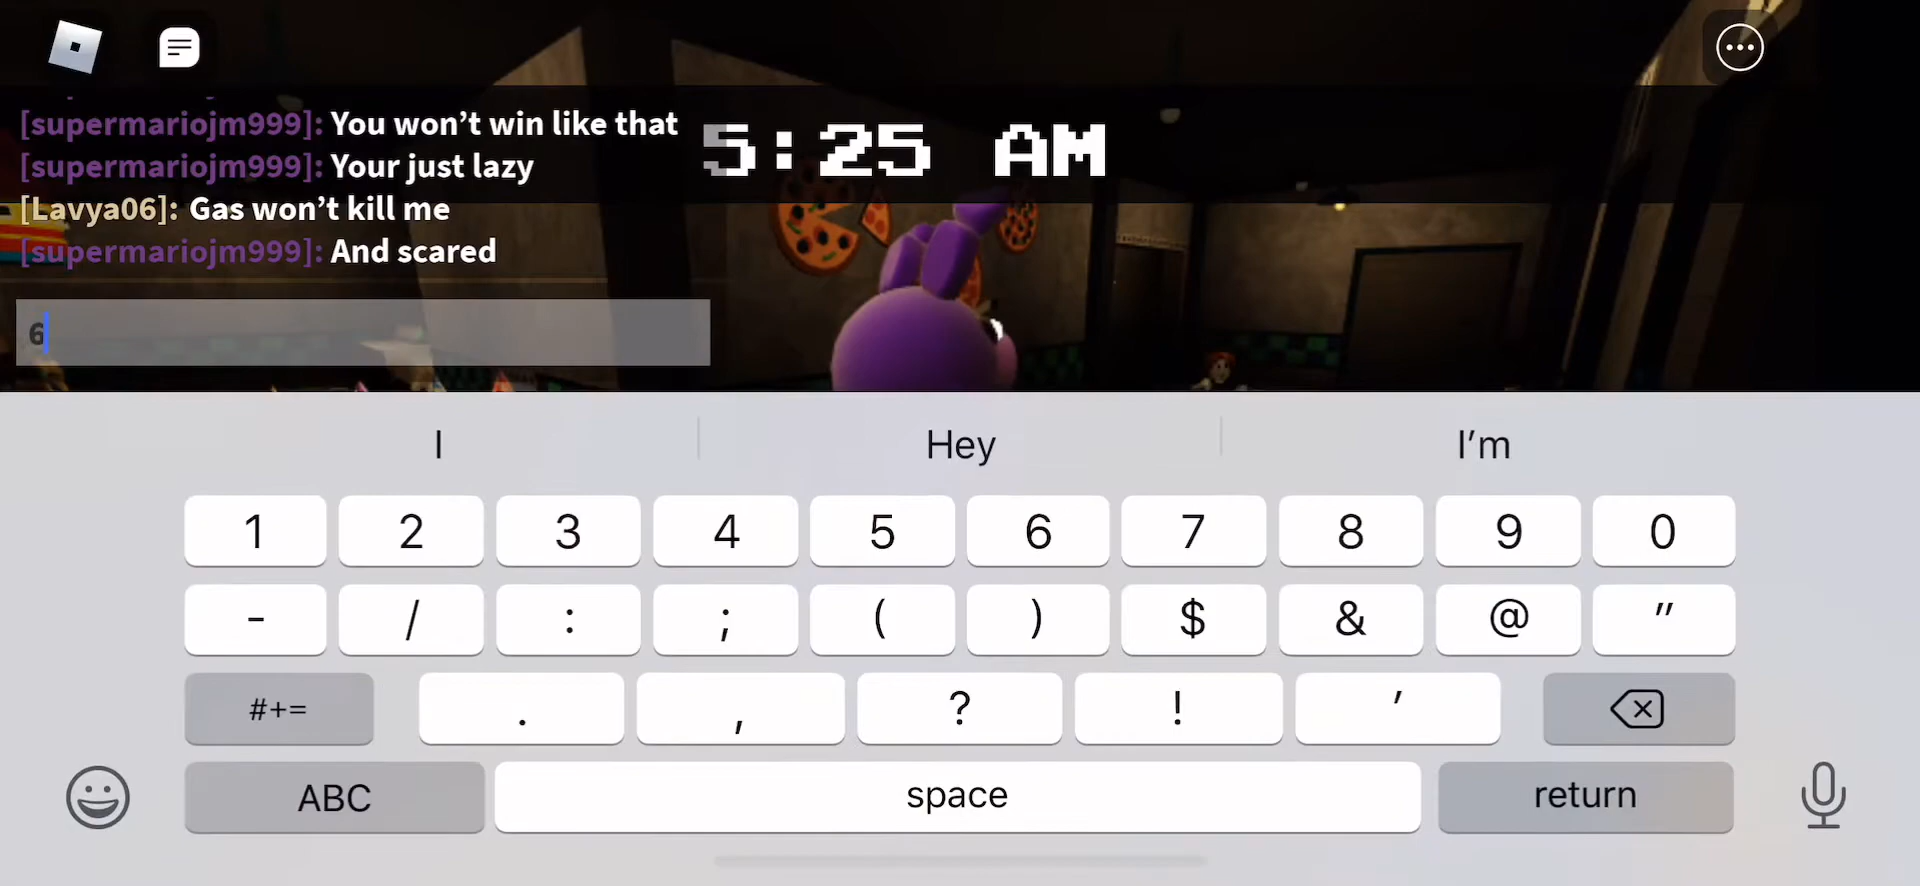 [supermariojm999]: You won’t win like that
[supermariojm999]: Your just lazy
[Lavya06]: Gas won’t kill me
[supermariojm999]: And scared
5:25 AM
6
I Hey I’m
1 2 3 4 5 6 7 8 9 0
- / : ; ( ) $ & @ "
#+= . , ? ! ’
ABC space return